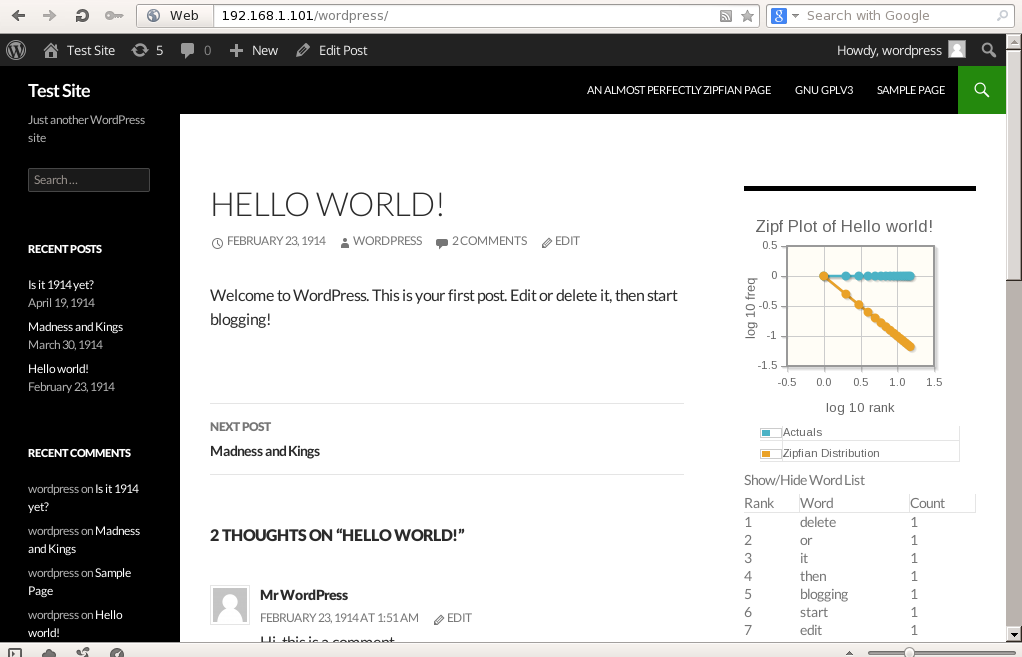 Web 192.168.1.101/wordpress/ Search with Google
Test Site 5 0 New Edit Post Howdy, wordpress
Test Site AN ALMOST PERFECTLY ZIPFIAN PAGE GNU GPLV3 SAMPLE PAGE
Just another WordPress
site
Search ...
RECENT POSTS
Is it 1914 yet?
April 19, 1914
Madness and Kings
March 30, 1914
Hello world!
February 23, 1914
RECENT COMMENTS
wordpress on Is it 1914
yet?
wordpress on Madness
and Kings
wordpress on Sample
Page
wordpress on Hello
world!
HELLO WORLD!
FEBRUARY 23, 1914 WORDPRESS 2 COMMENTS EDIT
Welcome to WordPress. This is your first post. Edit or delete it, then start
blogging!
NEXT POST
Madness and Kings
2 THOUGHTS ON “HELLO WORLD!”
Mr WordPress
FEBRUARY 23, 1914 AT 1:51 AM EDIT
Hi, this is a comment.
Zipf Plot of Hello world!
log 10 freq
0.5
0
-0.5
-1
-1.5
-0.5 0.0 0.5 1.0 1.5
log 10 rank
Actuals
Zipfian Distribution
Show/Hide Word List
Rank Word Count
1 delete 1
2 or 1
3 it 1
4 then 1
5 blogging 1
6 start 1
7 edit 1